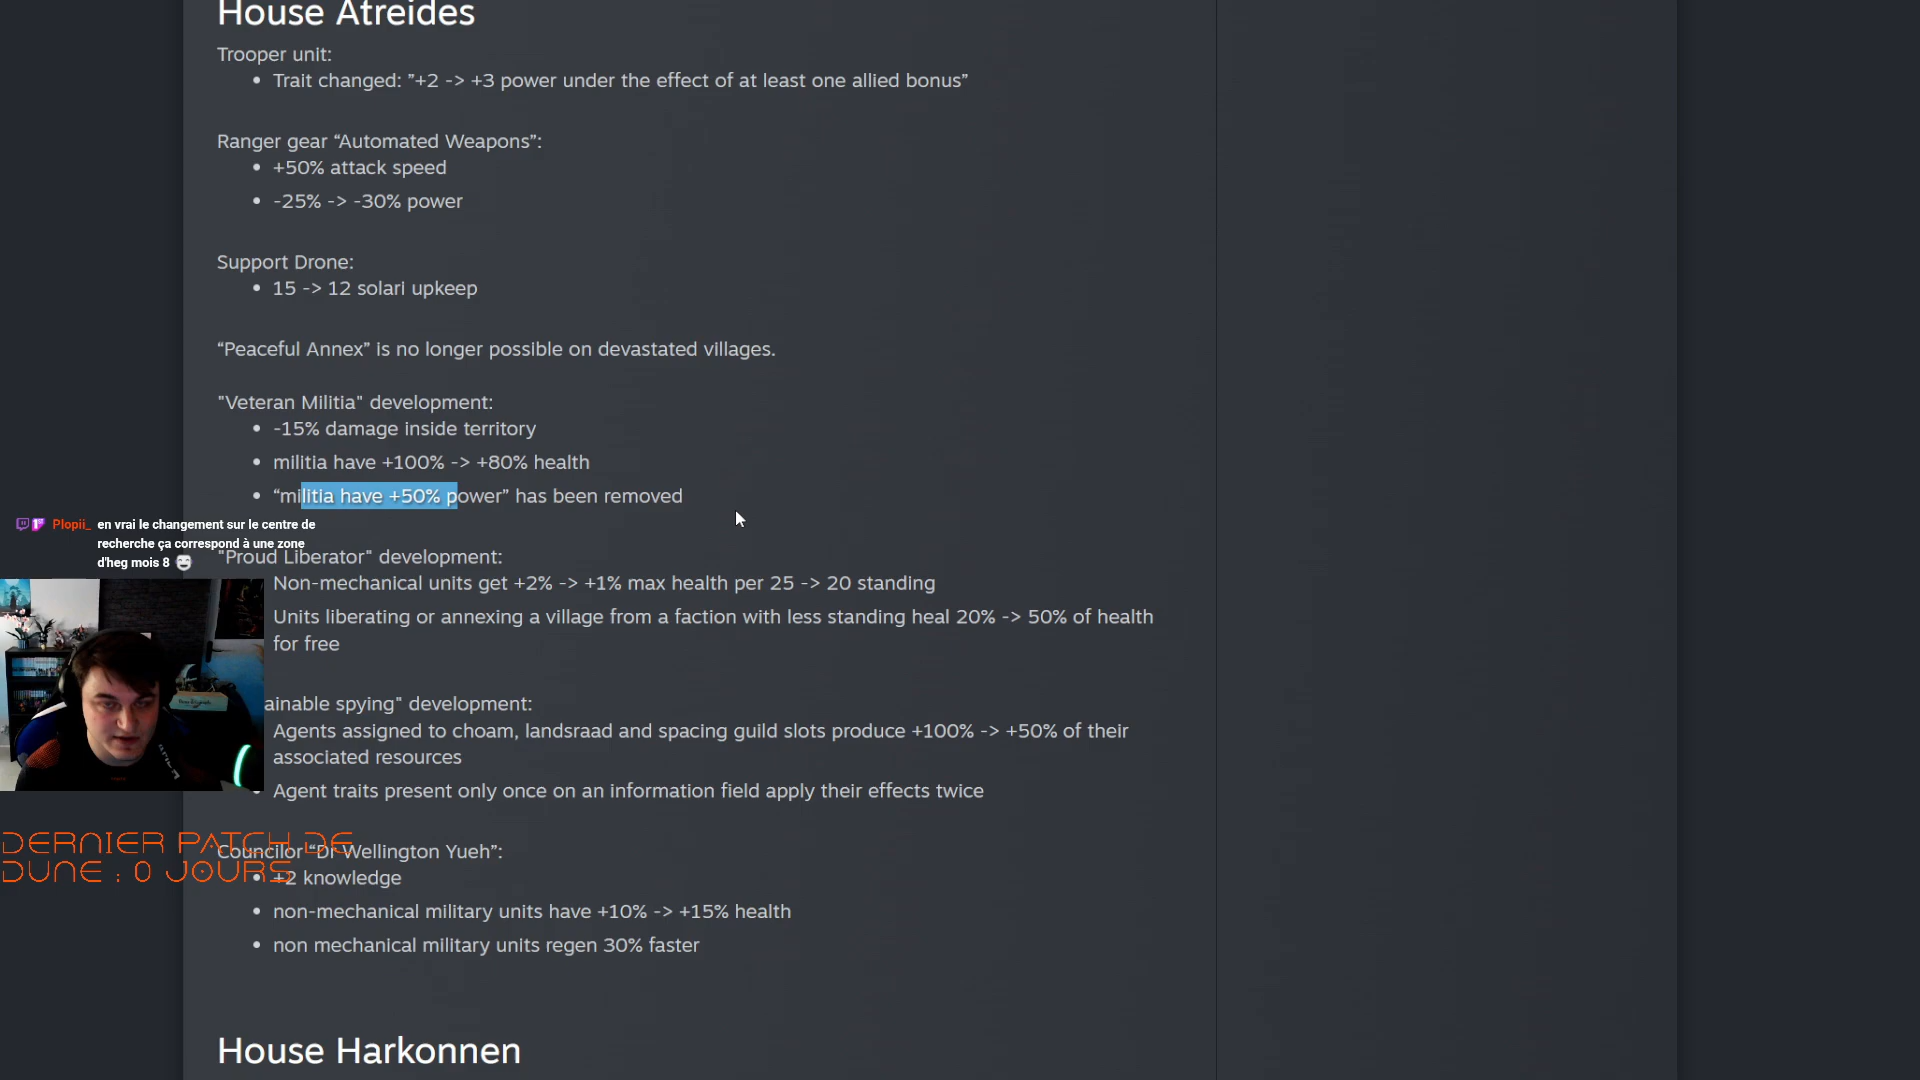 House Atreides
Trooper unit:
• Trait changed: ”+2 -> +3 power under the effect of at least one allied bonus”
Ranger gear “Automated Weapons”:
• +50% attack speed
• -25% -> -30% power
Support Drone:
• 15 -> 12 solari upkeep
“Peaceful Annex” is no longer possible on devastated villages.
"Veteran Militia" development:
• -15% damage inside territory
• militia have +100% -> +80% health
• “militia have +50% power” has been removed
Plopii_ en vrai le changement sur le centre de
recherche ça correspond à une zone
d'heg mois 8
"Proud Liberator" development:
Non-mechanical units get +2% -> +1% max health per 25 -> 20 standing
Units liberating or annexing a village from a faction with less standing heal 20% -> 50% of health
for free
ainable spying" development:
Agents assigned to choam, landsraad and spacing guild slots produce +100% -> +50% of their
associated resources
• Agent traits present only once on an information field apply their effects twice
DERNIER PATCH DE
DUNE : 0 JOURS
Councilor “Dr Wellington Yueh”:
• +2 knowledge
• non-mechanical military units have +10% -> +15% health
• non mechanical military units regen 30% faster
House Harkonnen